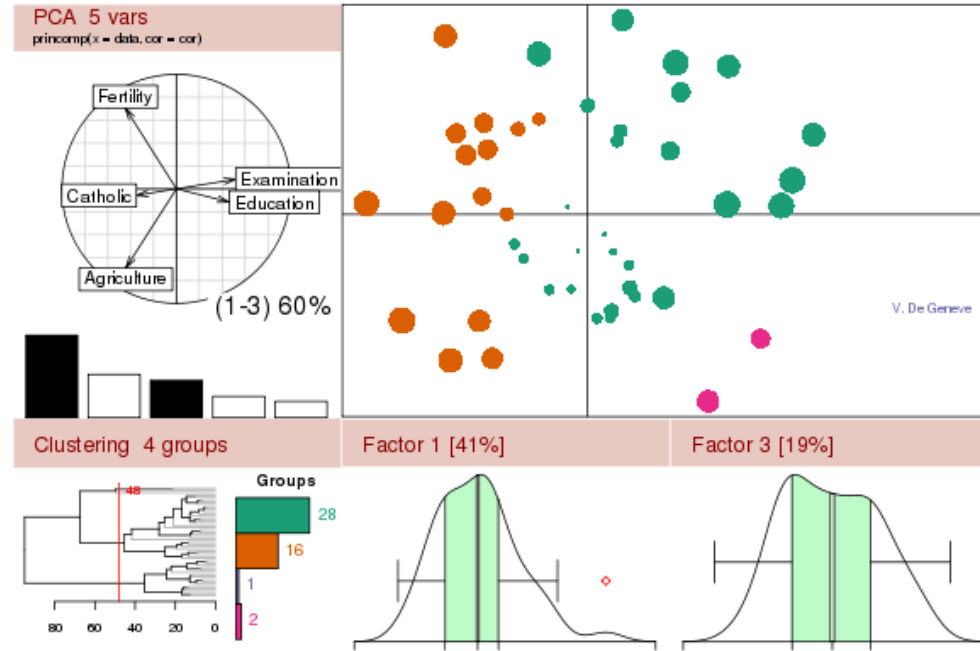 PCA 5 vars
princomp(x = data, cor = cor)
Fertility
Examination
Catholic
Education
Agriculture
(1-3) 60%
V. De Geneve
Clustering 4 groups
Factor 1 [41%]
Factor 3 [19%]
48
Groups
28
16
1
2
80 60 40 20 0